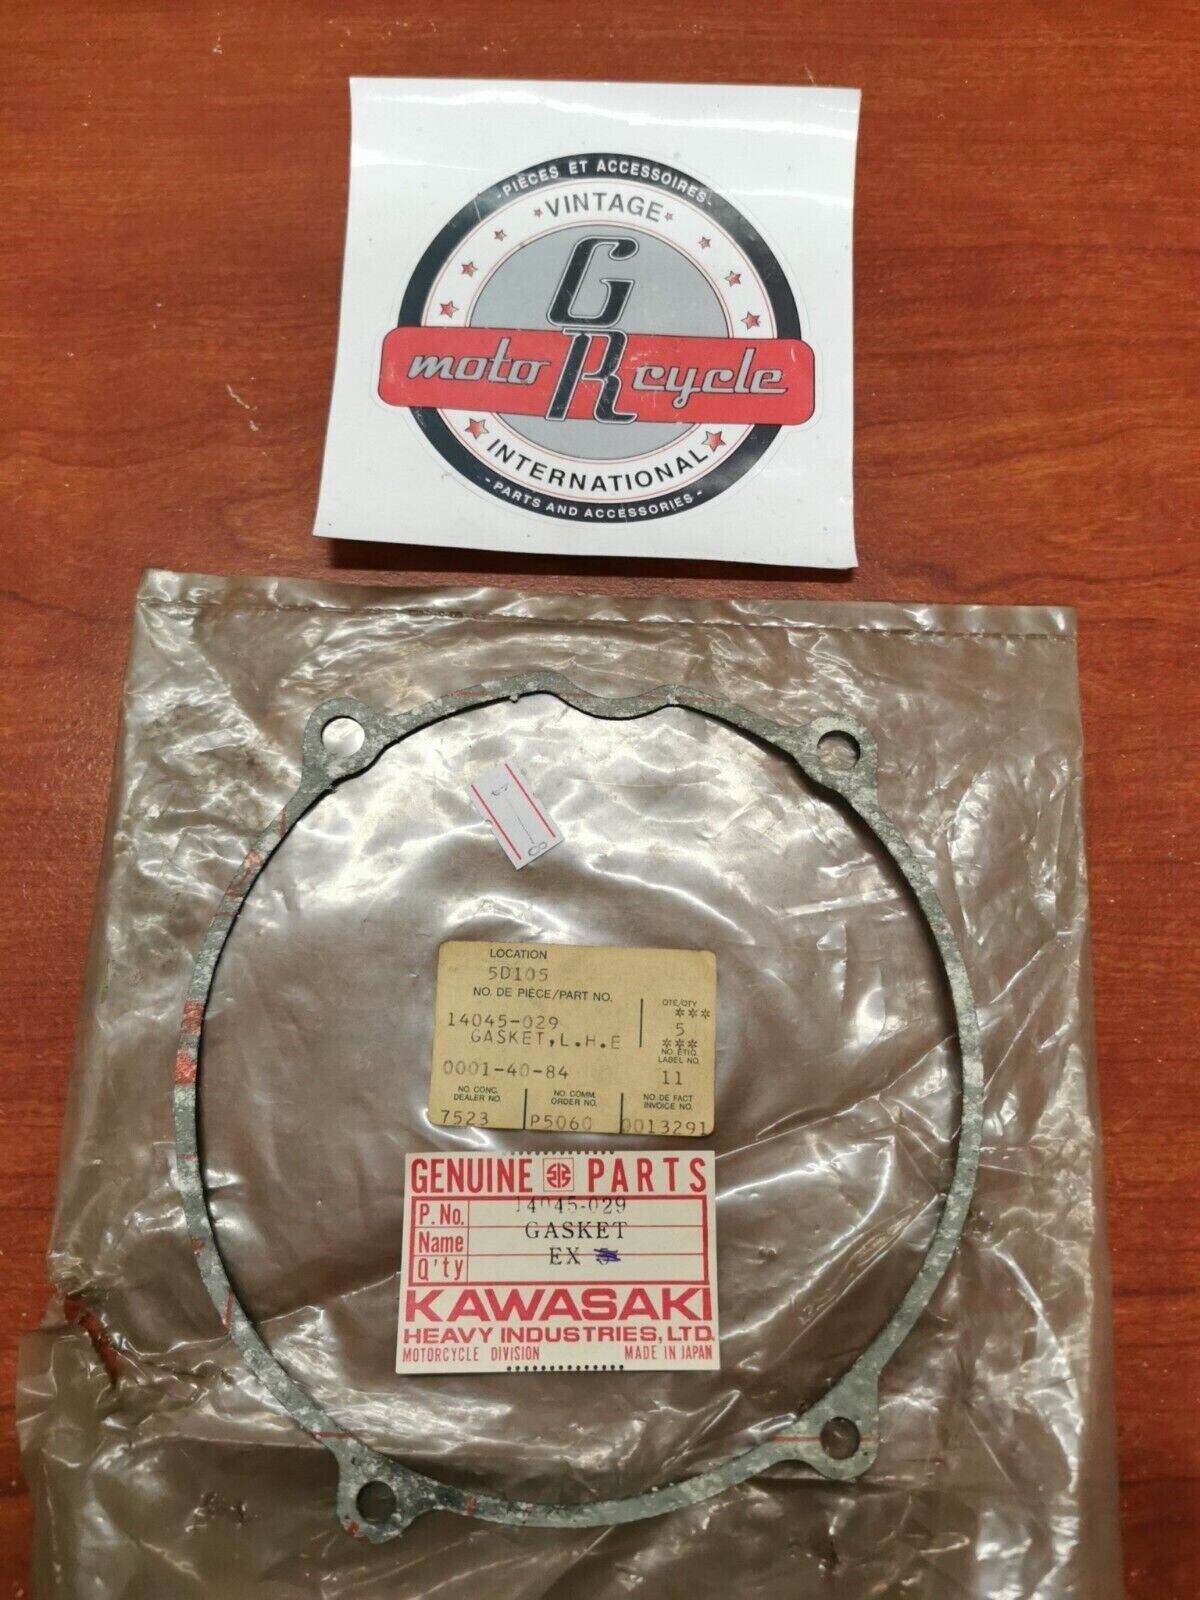 -PIÈCES ET ACCESSOIRES-
VINTAGE
GR
moto cycle
INTERNATIONAL
-PARTS AND ACCESSORIES-
LOCATION
5D105
NO. DE PIÈCE/PART NO.
QTE/QTY
***
14045-029
5
GASKET, L.H.E
***
NO. ETIQ.
LABEL NO.
0001-40-84
11
NO. CONC. NO. COMM. NO. DE FACT
DEALER NO. ORDER NO. INVOICE NO.
7523 P5060 0013291
GENUINE PARTS
P. No. 14045-029
Name GASKET
Q'ty EX
KAWASAKI
HEAVY INDUSTRIES, LTD.
MOTORCYCLE DIVISION MADE IN JAPAN